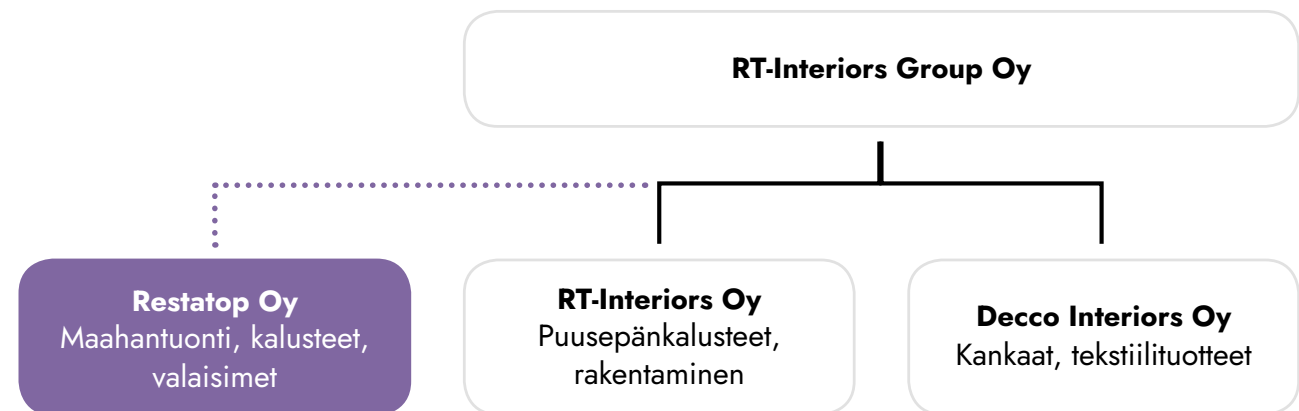 RT-Interiors Group Oy
Restatop Oy
Maahantuonti, kalusteet,
valaisimet
RT-Interiors Oy
Puusepänkalusteet,
rakentaminen
Decco Interiors Oy
Kankaat, tekstiilituotteet